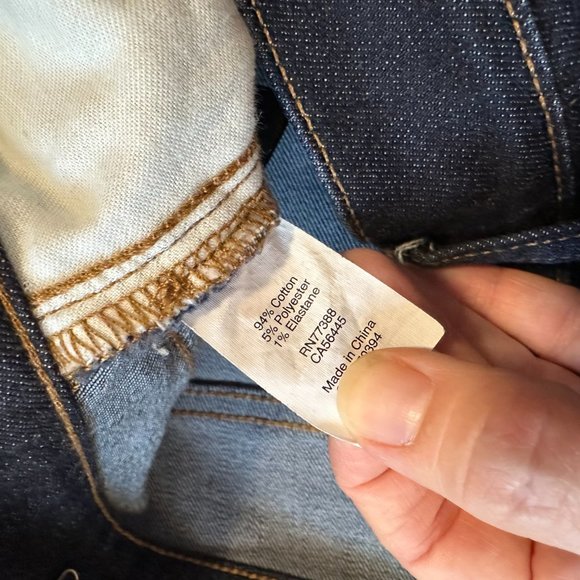 94% Cotton
5% Polyester
1% Elastane
RN77388
CA56445
Made in China